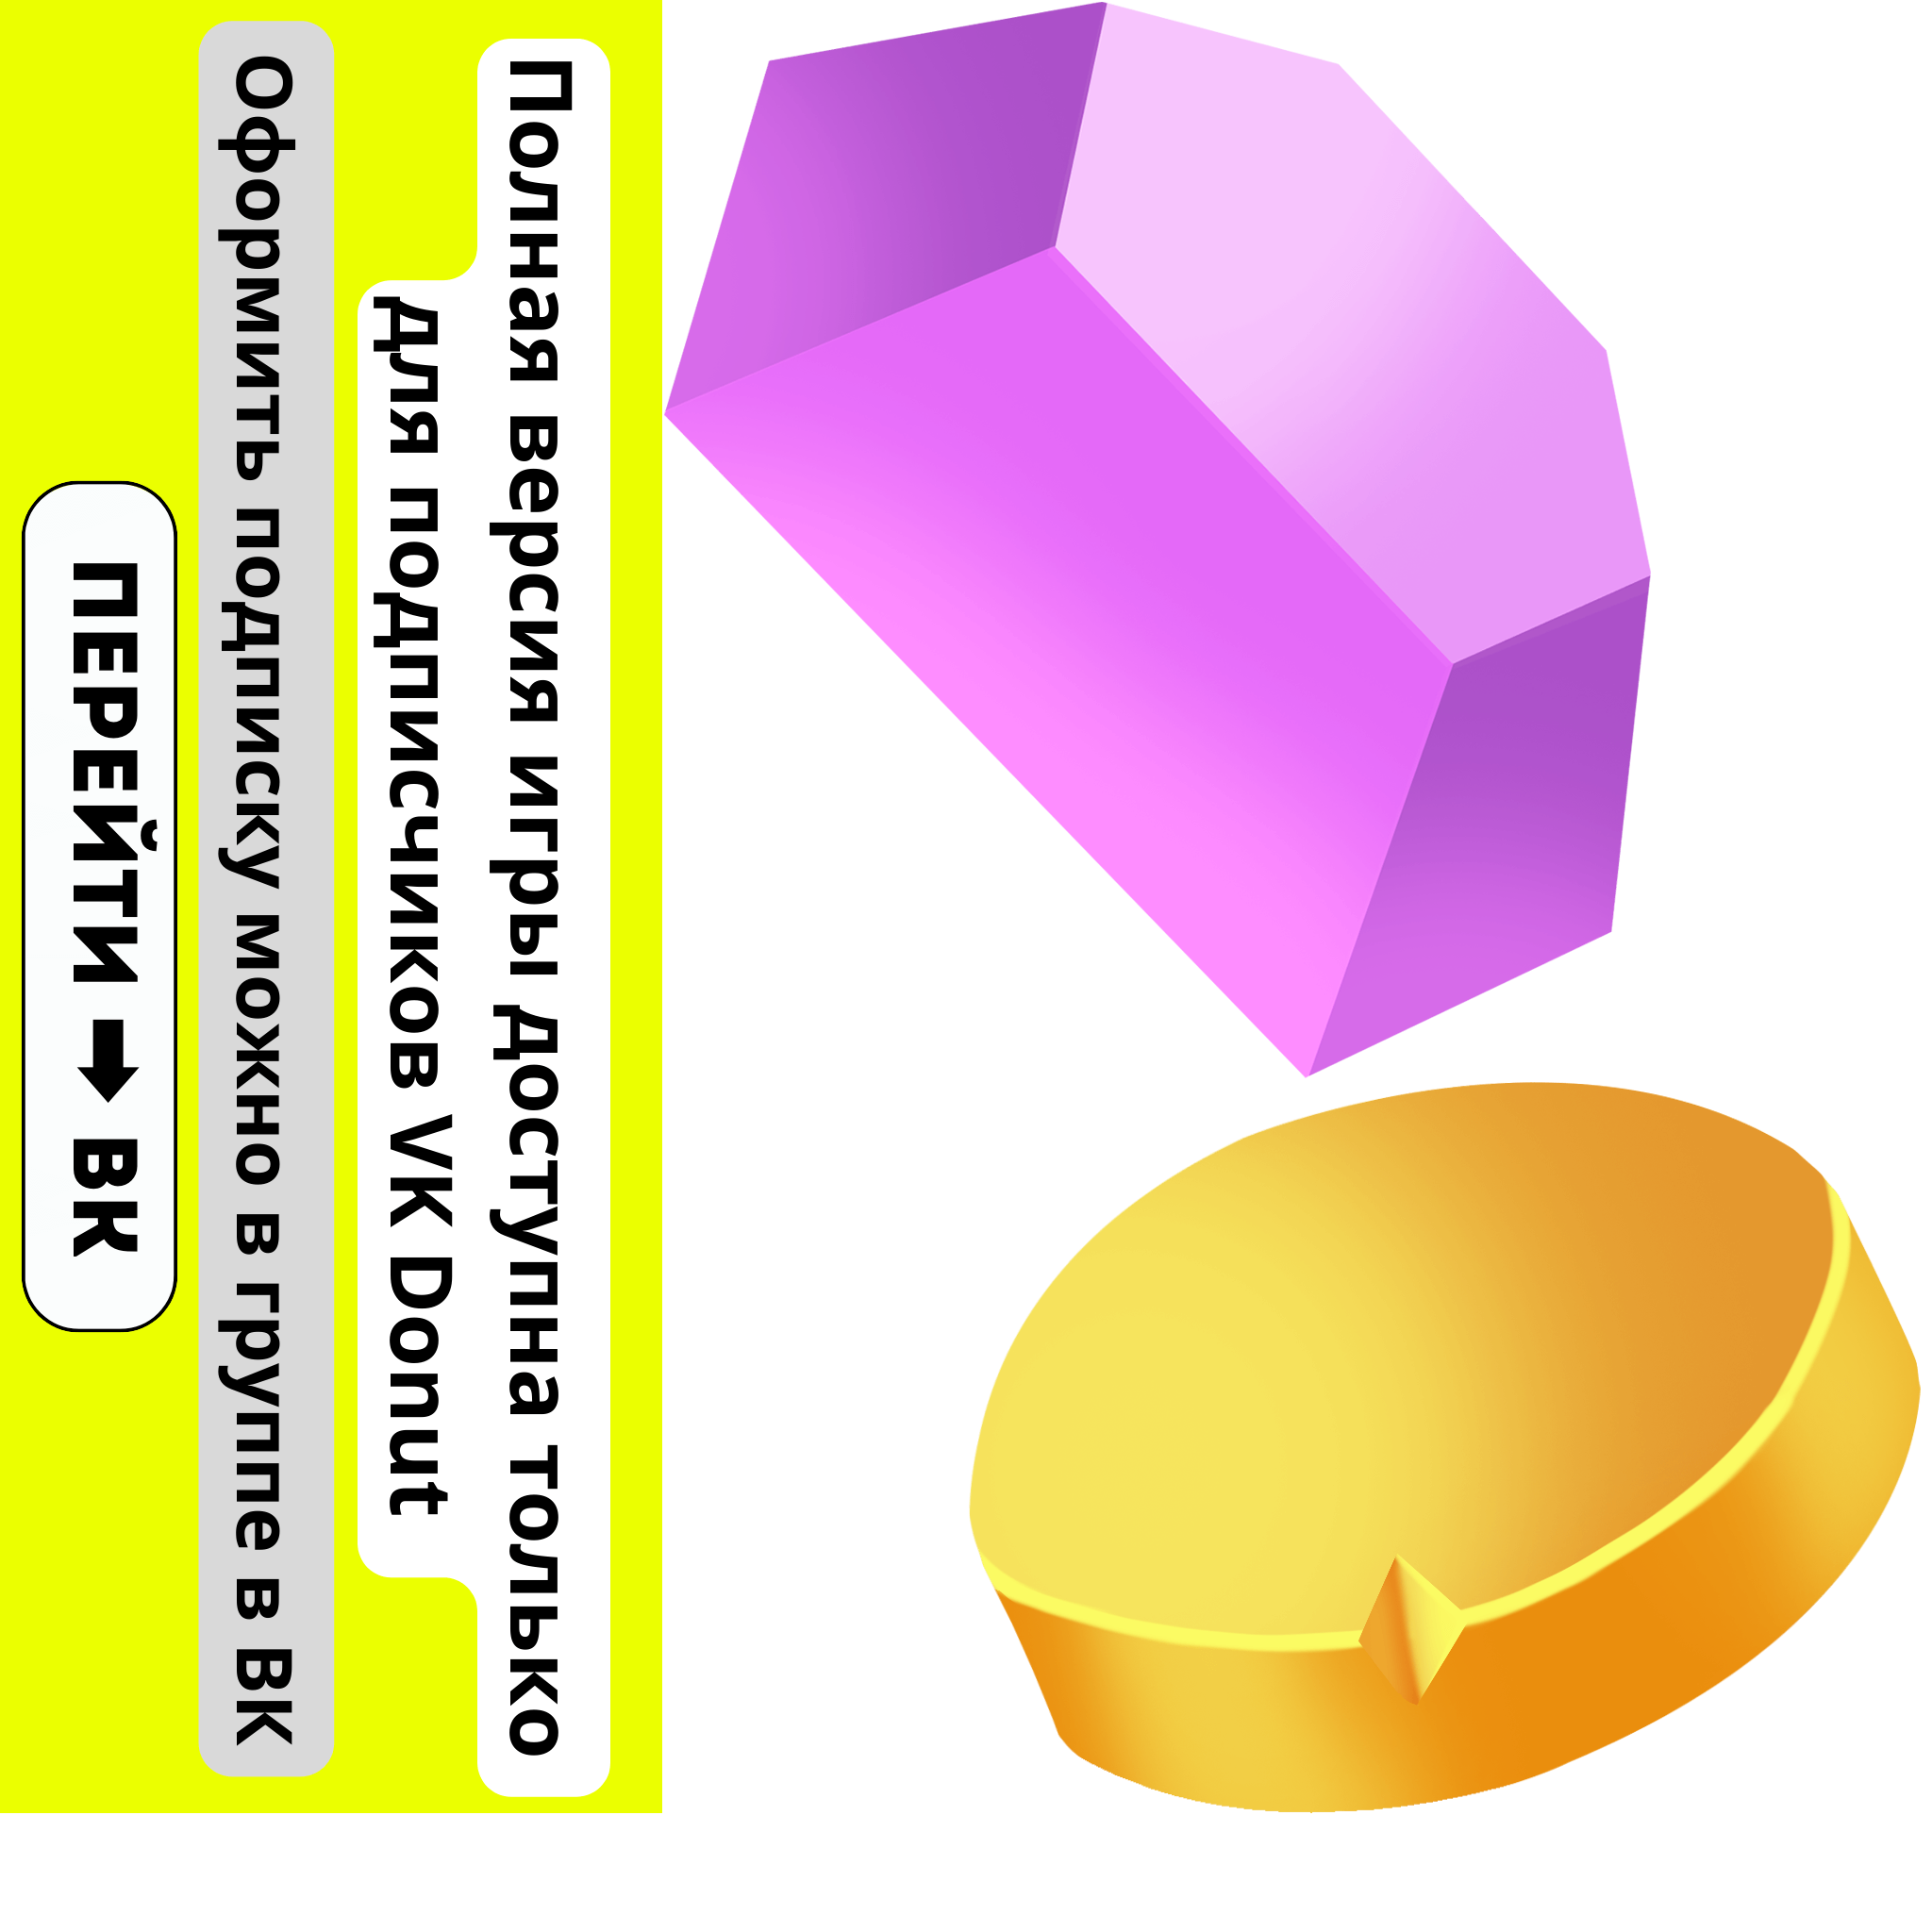 Полная версия игры доступна только
для подписчиков VK Donut
Оформить подписку можно в группе в ВК
ПЕРЕЙТИ ➡ ВК